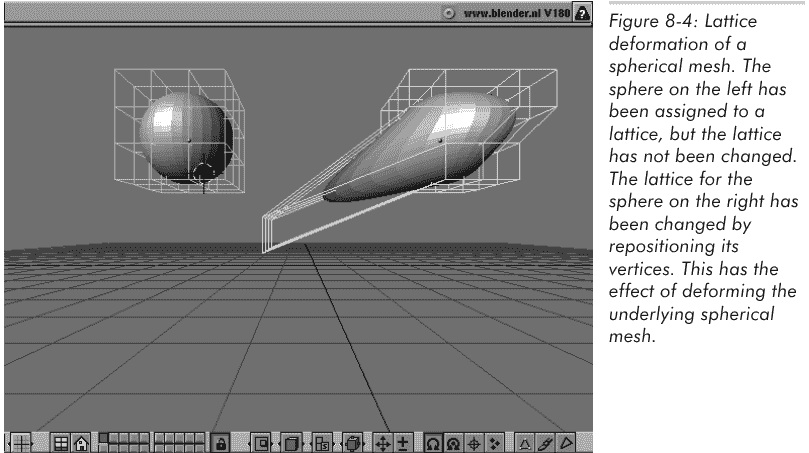 www.blender.nl V180
Figure 8-4: Lattice
deformation of a
spherical mesh. The
sphere on the left has
been assigned to a
lattice, but the lattice
has not been changed.
The lattice for the
sphere on the right has
been changed by
repositioning its
vertices. This has the
effect of deforming the
underlying spherical
mesh.